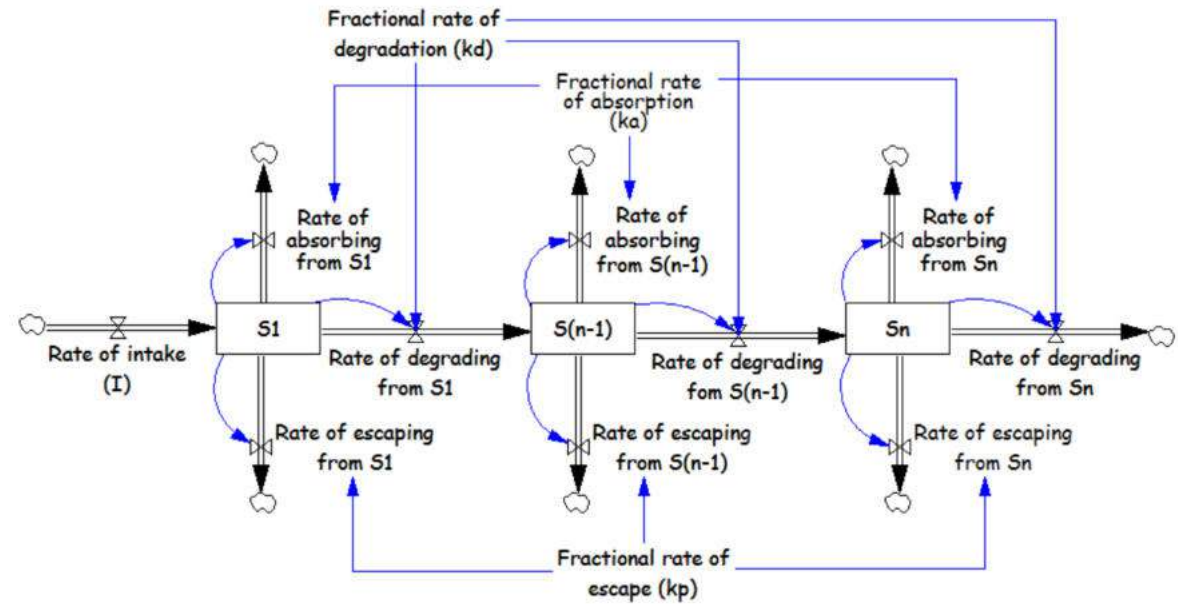 Fractional rate of
degradation (kd)
Fractional rate
of absorption
(ka)
Rate of
absorbing
from S1
Rate of
absorbing
from S(n-1)
Rate of
absorbing
from Sn
S1
S(n-1)
Sn
Rate of intake
(I)
Rate of degrading
from S1
Rate of degrading
fom S(n-1)
Rate of degrading
from Sn
Rate of escaping
from S1
Rate of escaping
from S(n-1)
Rate of escaping
from Sn
Fractional rate of
escape (kp)